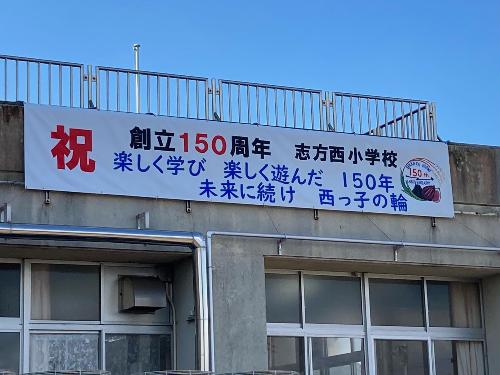 祝
創立150周年 志方西小学校
楽しく学び 楽しく遊んだ 150年
未来に続け 西っ子の輪
150th